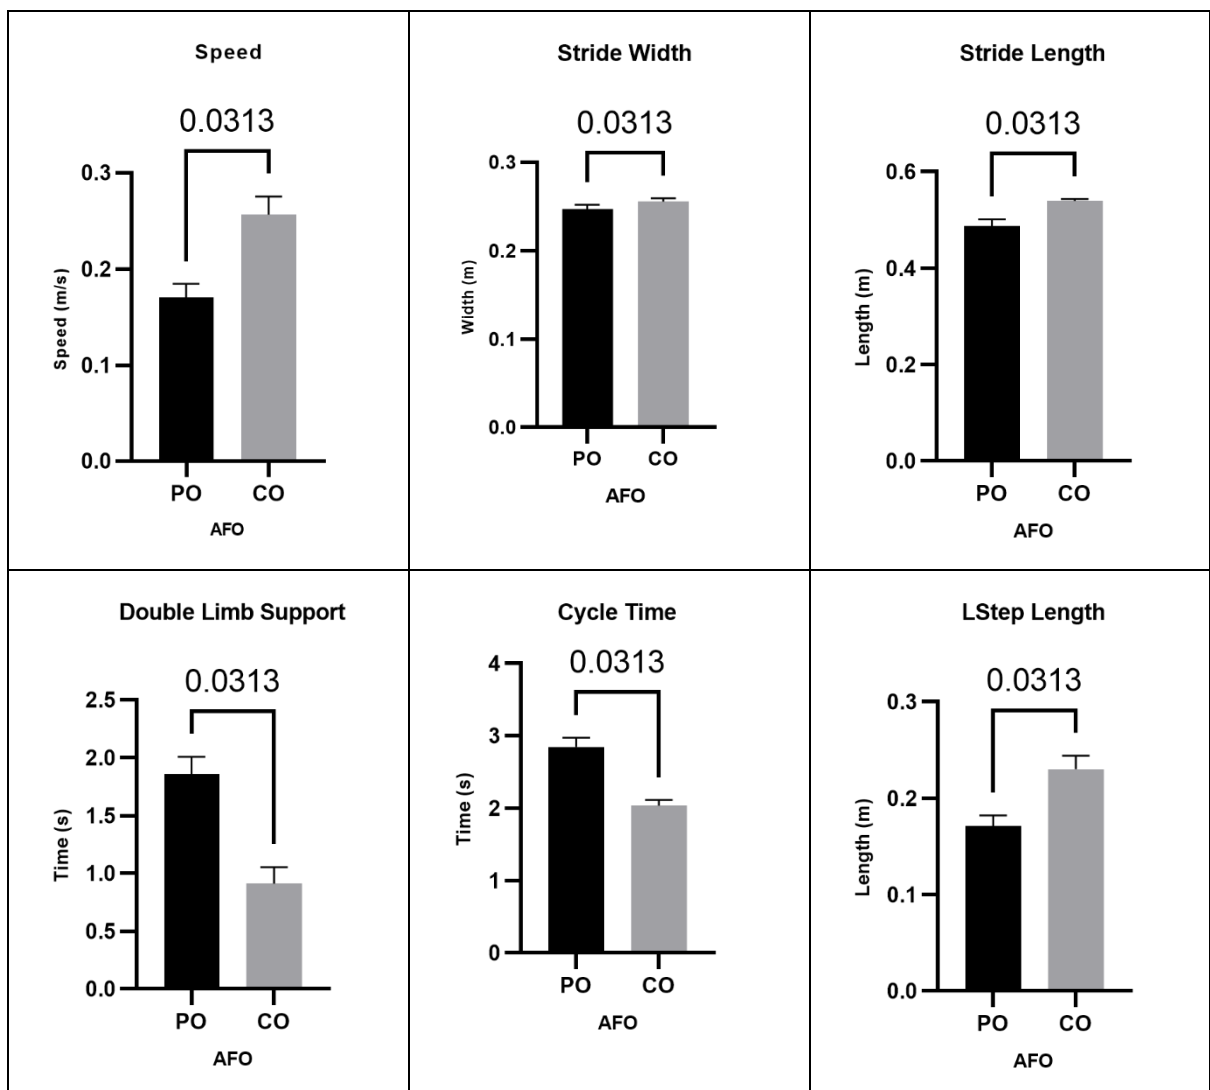 Speed
0.0313
0.3
0.2
0.1
0.0
Speed (m/s)
PO CO
AFO
Stride Width
0.0313
0.3
0.2
0.1
0.0
Width (m)
PO CO
AFO
Stride Length
0.0313
0.6
0.4
0.2
0.0
Length (m)
PO CO
AFO
Double Limb Support
0.0313
2.5
2.0
1.5
1.0
0.5
0.0
Time (s)
PO CO
AFO
Cycle Time
0.0313
4
3
2
1
0
Time (s)
PO CO
AFO
LStep Length
0.0313
0.3
0.2
0.1
0.0
Length (m)
PO CO
AFO